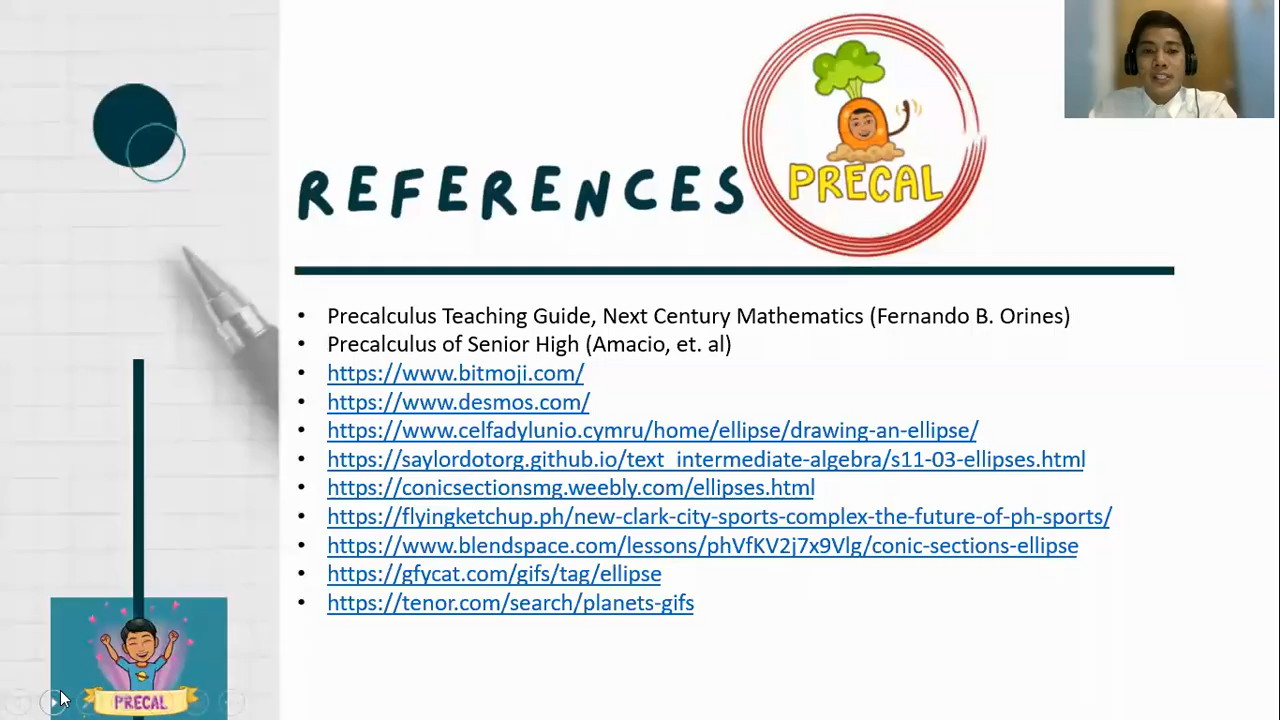 REFERENCES
PRECAL
Precalculus Teaching Guide, Next Century Mathematics (Fernando B. Orines)
Precalculus of Senior High (Amacio, et. al)
https://www.bitmoji.com/
https://www.desmos.com/
https://www.celfadylunio.cymru/home/ellipse/drawing-an-ellipse/
https://saylordotorg.github.io/text_intermediate-algebra/s11-03-ellipses.html
https://conicsectionsmg.weebly.com/ellipses.html
https://flyingketchup.ph/new-clark-city-sports-complex-the-future-of-ph-sports/
https://www.blendspace.com/lessons/phVfKV2j7x9Vlg/conic-sections-ellipse
https://gfycat.com/gifs/tag/ellipse
https://tenor.com/search/planets-gifs
PRECAL